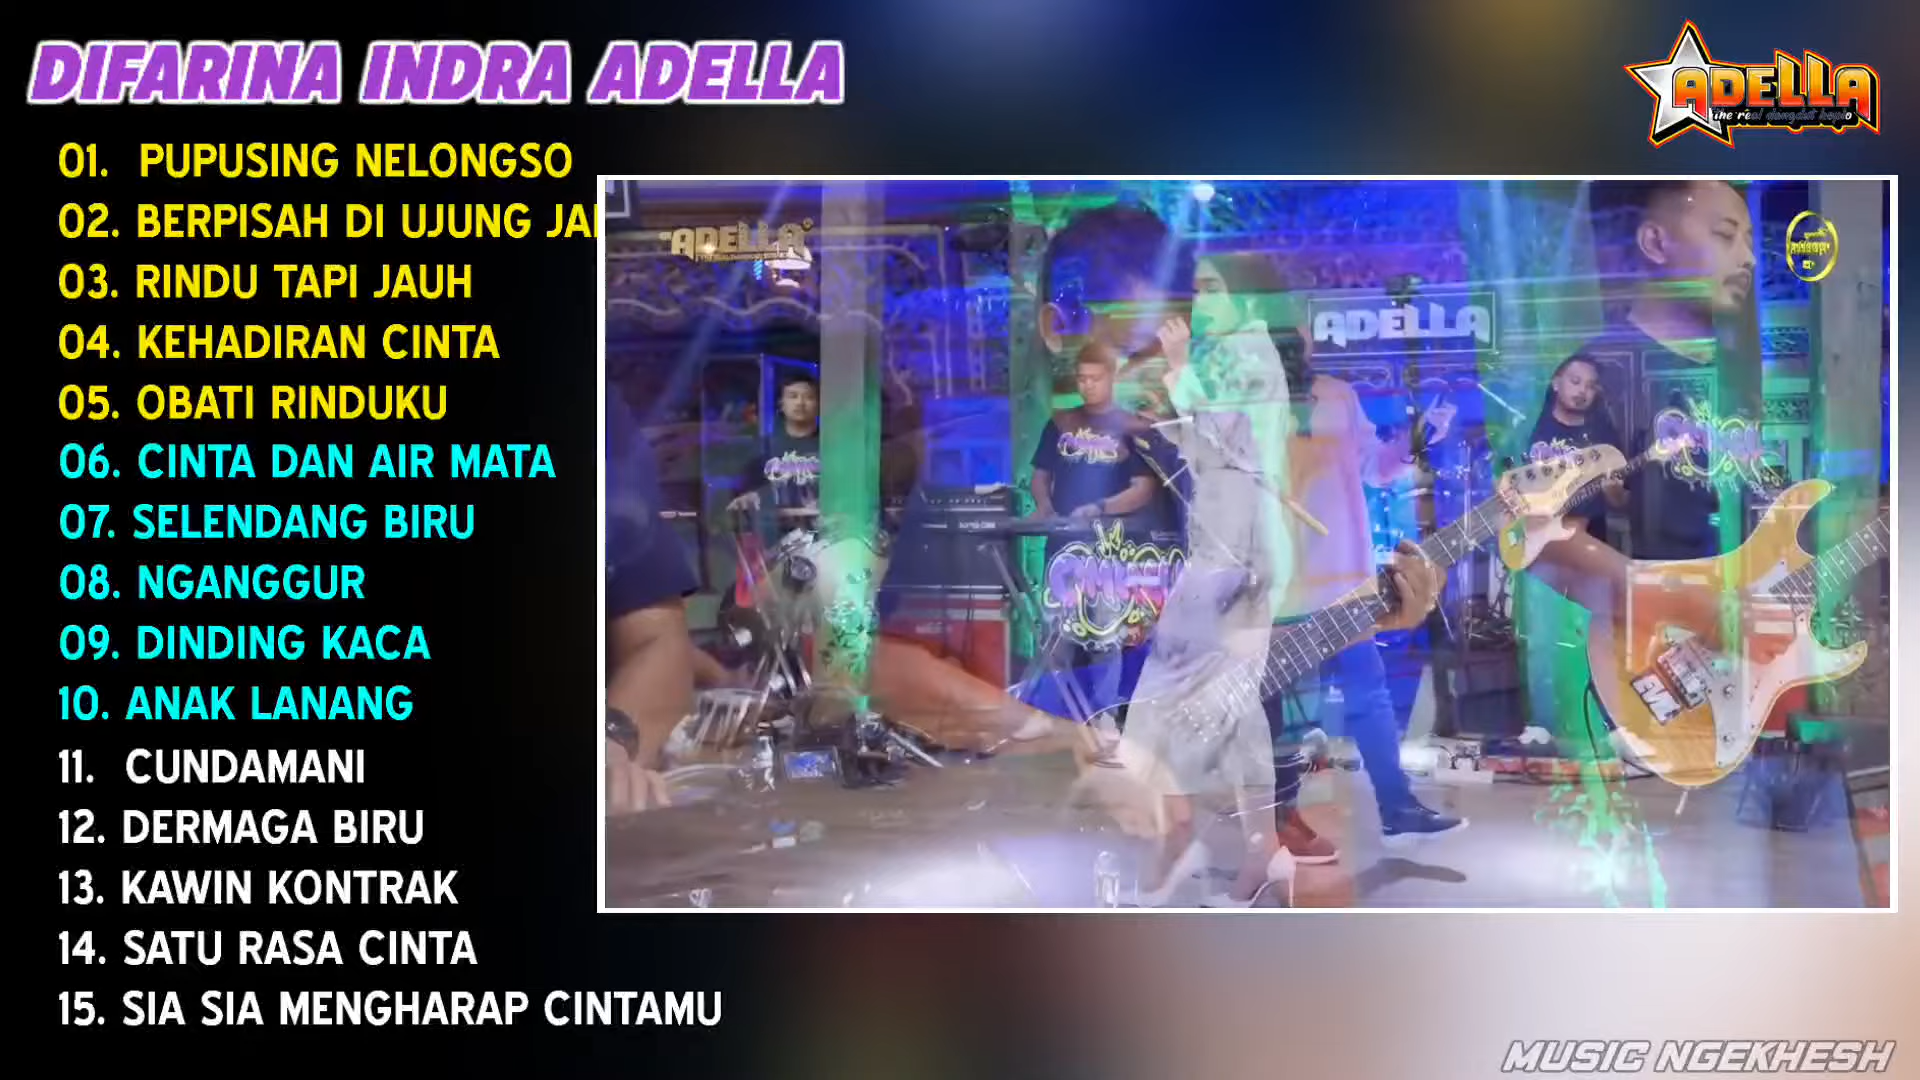 DIFARINA INDRA ADELLA
ADELLA
the real dangdut koplo
01. PUPUSING NELONGSO
02. BERPISAH DI UJUNG JA
03. RINDU TAPI JAUH
04. KEHADIRAN CINTA
05. OBATI RINDUKU
06. CINTA DAN AIR MATA
07. SELENDANG BIRU
08. NGANGGUR
09. DINDING KACA
10. ANAK LANANG
11. CUNDAMANI
12. DERMAGA BIRU
13. KAWIN KONTRAK
14. SATU RASA CINTA
15. SIA SIA MENGHARAP CINTAMU
ADELLA
ADELLA
MUSIC NGEKHESH